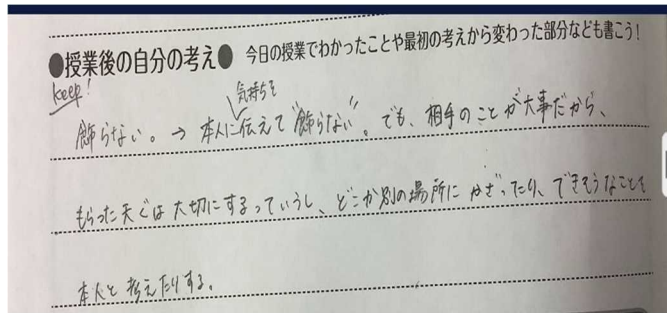 ●授業後の自分の考え● 今日の授業でわかったことや最初の考えから変わった部分なども書こう!
keep!
気持ちを
飾らない。→ 本人に伝えて"飾らない"。でも、相手のことが大事だから、
もらった天ぐは大切にするっていうし、どこか別の場所にかざったり、できそうなことを
本人と考えたりする。